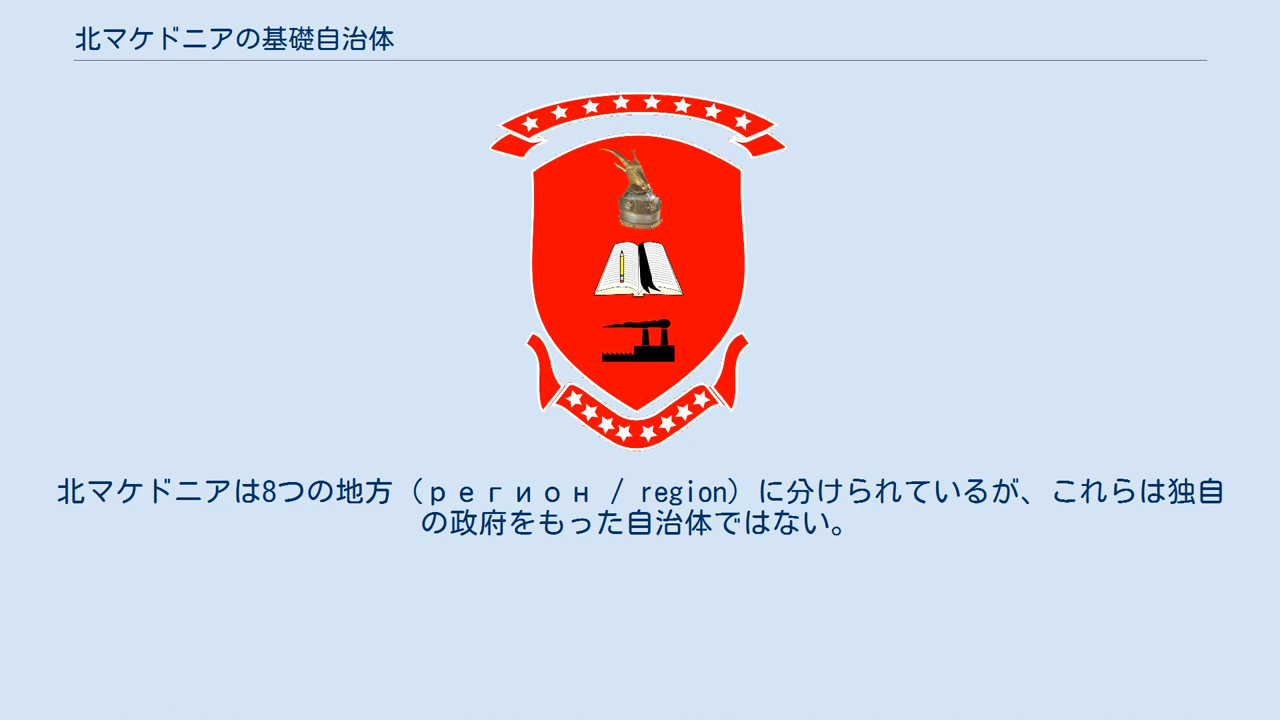 北マケドニアの基礎自治体
北マケドニアは8つの地方（регион / region）に分けられているが、これらは独自
の政府をもった自治体ではない。